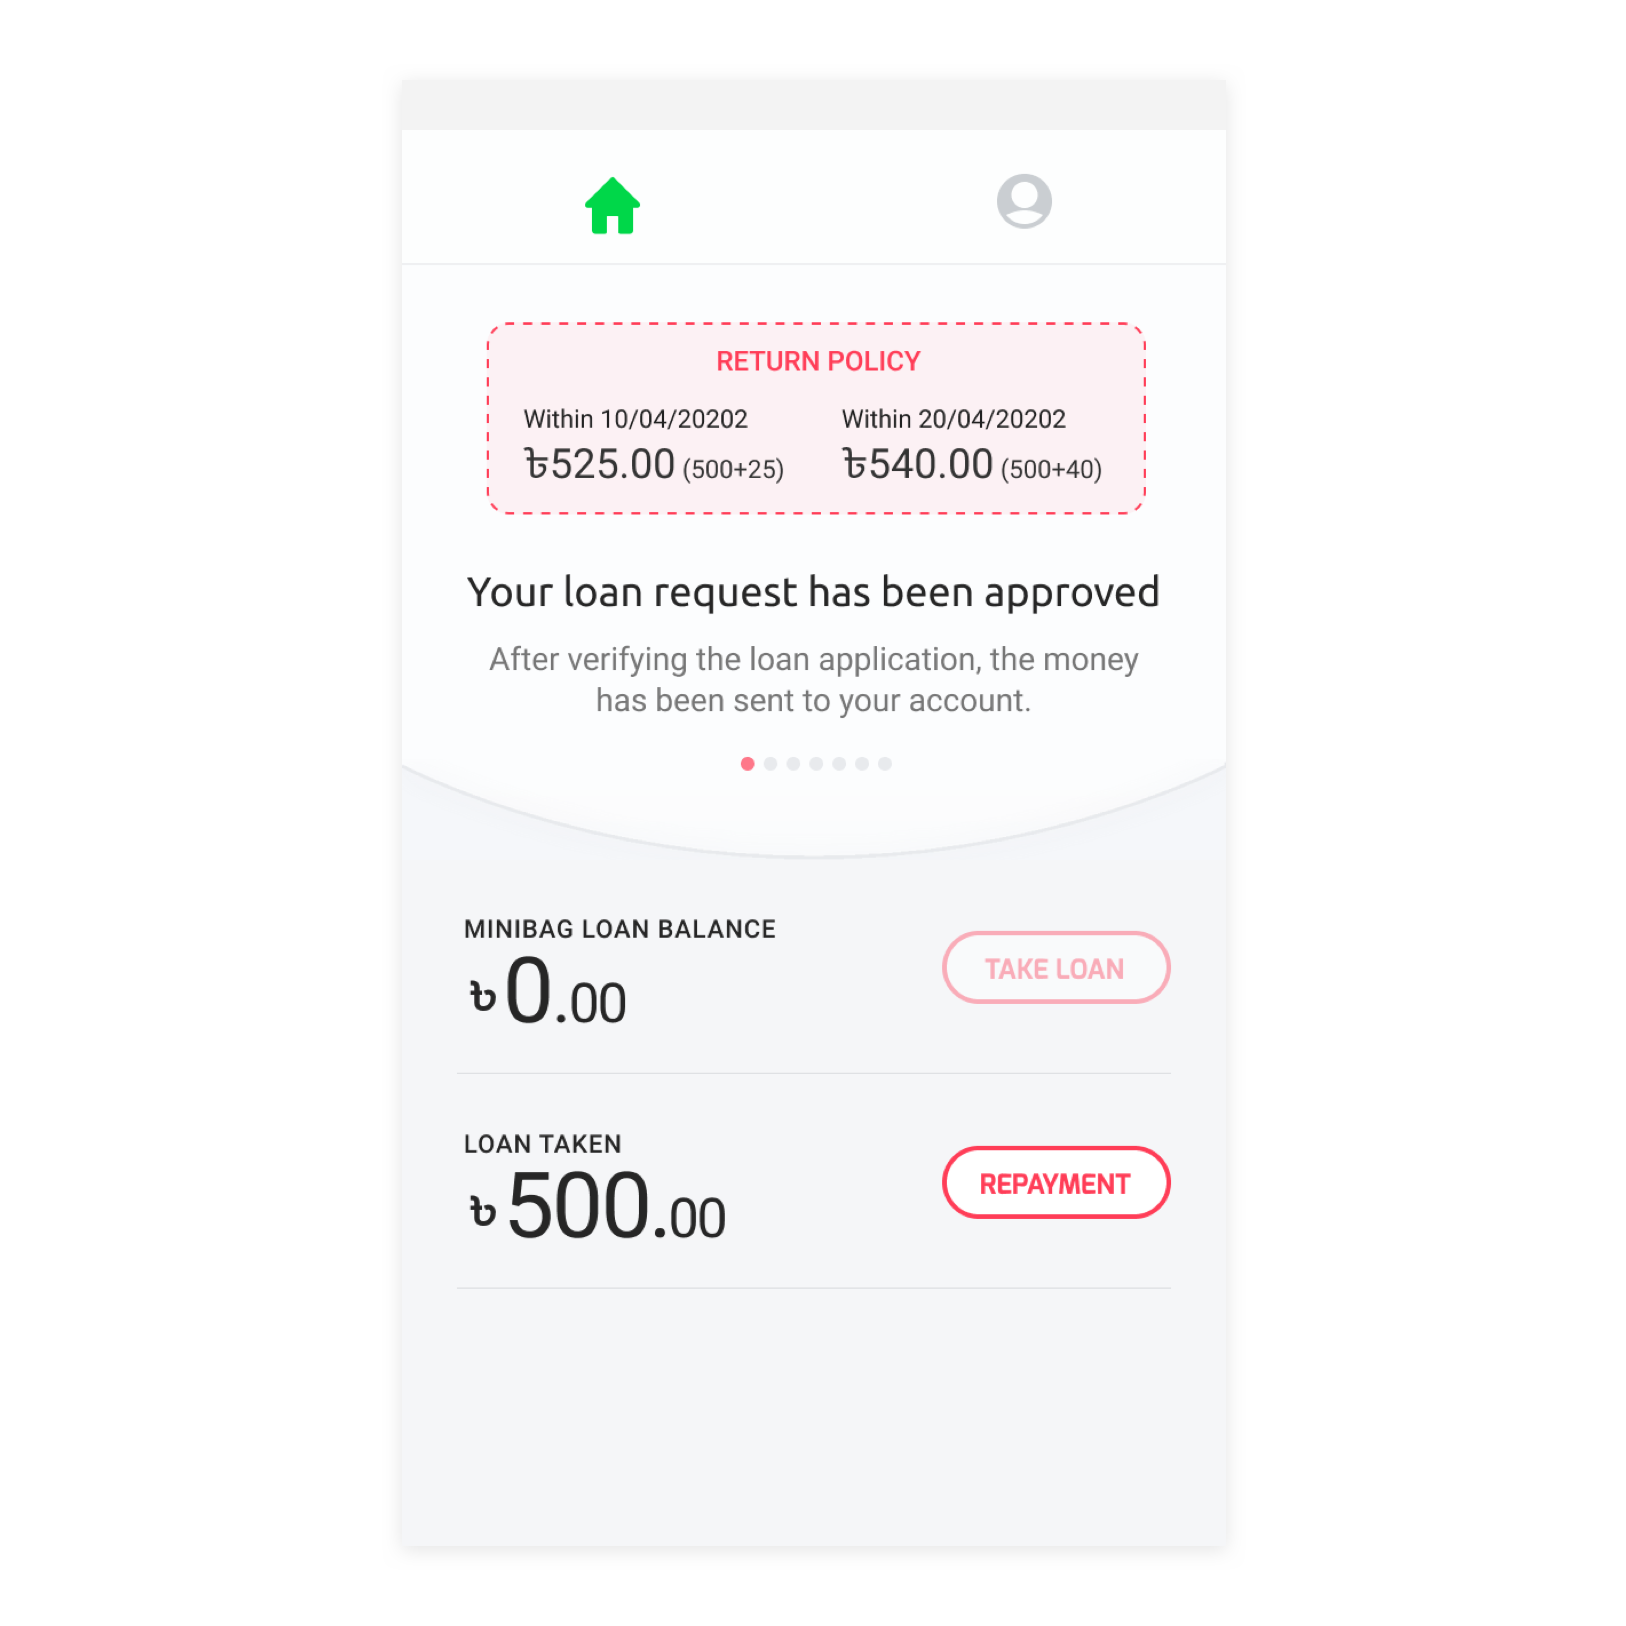 RETURN POLICY
Within 10/04/20202
Within 20/04/20202
৳525.00 (500+25)
৳540.00 (500+40)
Your loan request has been approved
After verifying the loan application, the money
has been sent to your account.
MINIBAG LOAN BALANCE
৳0.00
TAKE LOAN
LOAN TAKEN
৳500.00
REPAYMENT